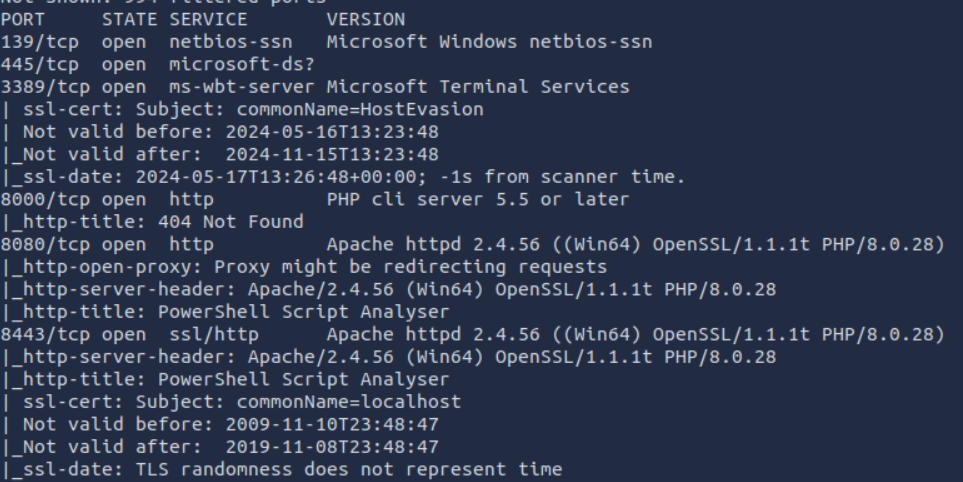 Not shown: 994 filtered ports
PORT     STATE SERVICE       VERSION
139/tcp  open  netbios-ssn   Microsoft Windows netbios-ssn
445/tcp  open  microsoft-ds?
3389/tcp open  ms-wbt-server Microsoft Terminal Services
| ssl-cert: Subject: commonName=HostEvasion
| Not valid before: 2024-05-16T13:23:48
|_Not valid after:  2024-11-15T13:23:48
|_ssl-date: 2024-05-17T13:26:48+00:00; -1s from scanner time.
8000/tcp open  http          PHP cli server 5.5 or later
|_http-title: 404 Not Found
8080/tcp open  http          Apache httpd 2.4.56 ((Win64) OpenSSL/1.1.1t PHP/8.0.28)
|_http-open-proxy: Proxy might be redirecting requests
|_http-server-header: Apache/2.4.56 (Win64) OpenSSL/1.1.1t PHP/8.0.28
|_http-title: PowerShell Script Analyser
8443/tcp open  ssl/http      Apache httpd 2.4.56 ((Win64) OpenSSL/1.1.1t PHP/8.0.28)
|_http-server-header: Apache/2.4.56 (Win64) OpenSSL/1.1.1t PHP/8.0.28
|_http-title: PowerShell Script Analyser
| ssl-cert: Subject: commonName=localhost
| Not valid before: 2009-11-10T23:48:47
|_Not valid after:  2019-11-08T23:48:47
|_ssl-date: TLS randomness does not represent time